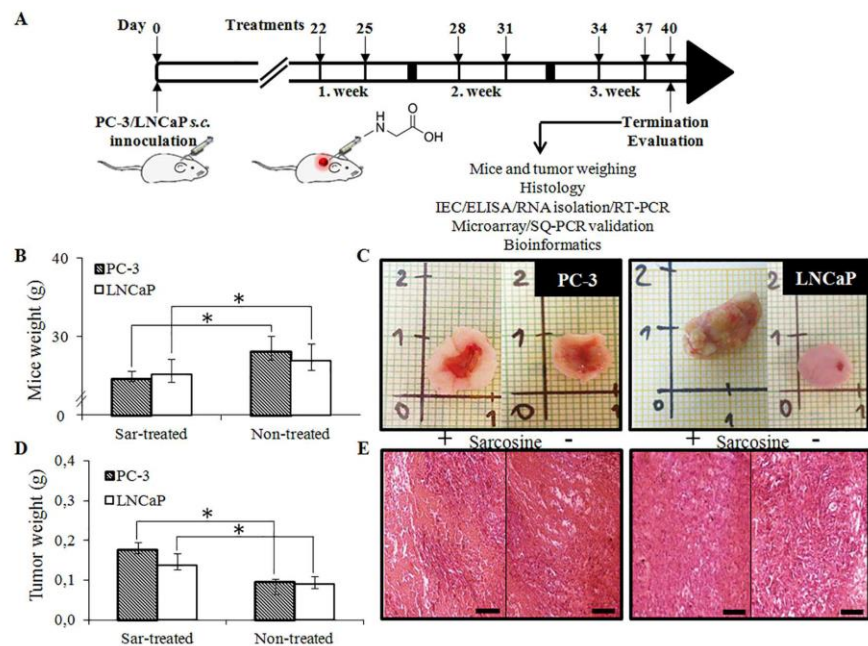 A
Day 0 Treatments 22 25 28 31 34 37 40
1. week 2. week 3. week
PC-3/LNCaP s.c.
innoculation
H
N
O
OH
Termination
Evaluation
Mice and tumor weighing
Histology
IEC/ELISA/RNA isolation/RT-PCR
Microarray/SQ-PCR validation
Bioinformatics
B
Mice weight (g)
40
30
0
PC-3
LNCaP
*
*
Sar-treated Non-treated
C
PC-3
2
1
0
1
2
1
0
1
LNCaP
2
1
0
1
2
1
0
1
+ Sarcosine -
+ Sarcosine -
D
Tumor weight (g)
0,4
0,3
0,2
0,1
0,0
PC-3
LNCaP
*
*
Sar-treated Non-treated
E